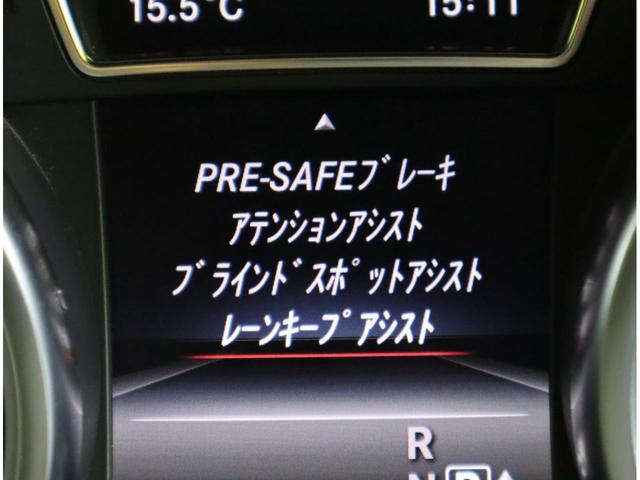 15.5°C 15:11
PRE-SAFEﾌﾞﾚｰｷ
ｱﾃﾝｼｮﾝｱｼｽﾄ
ﾌﾞﾗｲﾝﾄﾞｽﾎﾟｯﾄｱｼｽﾄ
ﾚｰﾝｷｰﾌﾟｱｼｽﾄ
R
N P